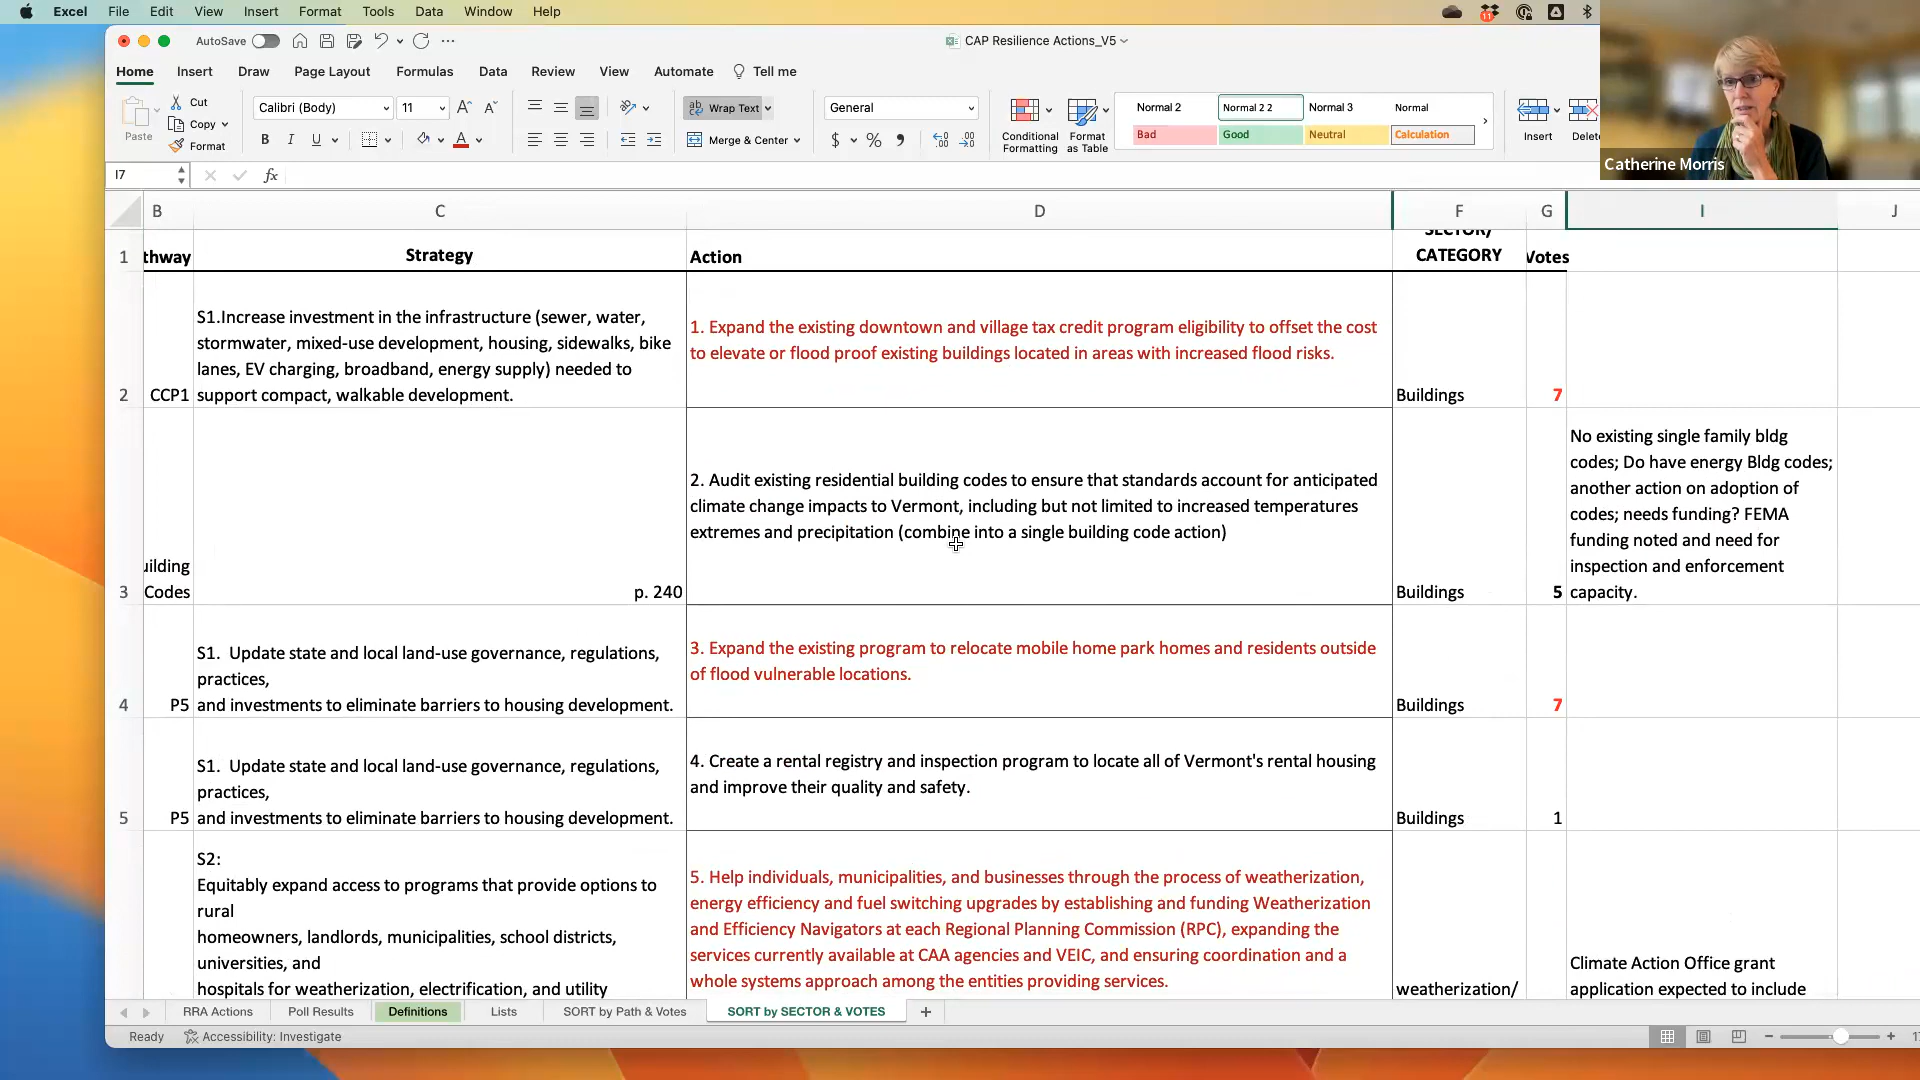 Excel File Edit View Insert Format Tools Data Window Help
11
AutoSave
CAP Resilience Actions_V5
Home Insert Draw Page Layout Formulas Data Review View Automate Tell me
Paste
Cut
Copy
Format
Calibri (Body) 11
B I U
Wrap Text
Merge & Center
General
$ %
Conditional
Formatting
Format
as Table
Normal 2 Normal 2 2 Normal 3 Normal
Bad Good Neutral Calculation
Insert
Catherine Morris
I7
fx
B C D F G I J
1
thway
Strategy
Action
SECTOR/
CATEGORY
Votes
2
CCP1
S1.Increase investment in the infrastructure (sewer, water,
stormwater, mixed-use development, housing, sidewalks, bike
lanes, EV charging, broadband, energy supply) needed to
support compact, walkable development.
1. Expand the existing downtown and village tax credit program eligibility to offset the cost
to elevate or flood proof existing buildings located in areas with increased flood risks.
Buildings
7
3
uilding
Codes
p. 240
2. Audit existing residential building codes to ensure that standards account for anticipated
climate change impacts to Vermont, including but not limited to increased temperatures
extremes and precipitation (combine into a single building code action)
Buildings
5
No existing single family bldg
codes; Do have energy Bldg codes;
another action on adoption of
codes; needs funding? FEMA
funding noted and need for
inspection and enforcement
capacity.
4
P5
S1. Update state and local land-use governance, regulations,
practices,
and investments to eliminate barriers to housing development.
3. Expand the existing program to relocate mobile home park homes and residents outside
of flood vulnerable locations.
Buildings
7
5
P5
S1. Update state and local land-use governance, regulations,
practices,
and investments to eliminate barriers to housing development.
4. Create a rental registry and inspection program to locate all of Vermont's rental housing
and improve their quality and safety.
Buildings
1
S2:
Equitably expand access to programs that provide options to
rural
homeowners, landlords, municipalities, school districts,
universities, and
hospitals for weatherization, electrification, and utility
5. Help individuals, municipalities, and businesses through the process of weatherization,
energy efficiency and fuel switching upgrades by establishing and funding Weatherization
and Efficiency Navigators at each Regional Planning Commission (RPC), expanding the
services currently available at CAA agencies and VEIC, and ensuring coordination and a
whole systems approach among the entities providing services.
weatherization/
Climate Action Office grant
application expected to include
RRA Actions Poll Results Definitions Lists SORT by Path & Votes SORT by SECTOR & VOTES
Ready Accessibility: Investigate